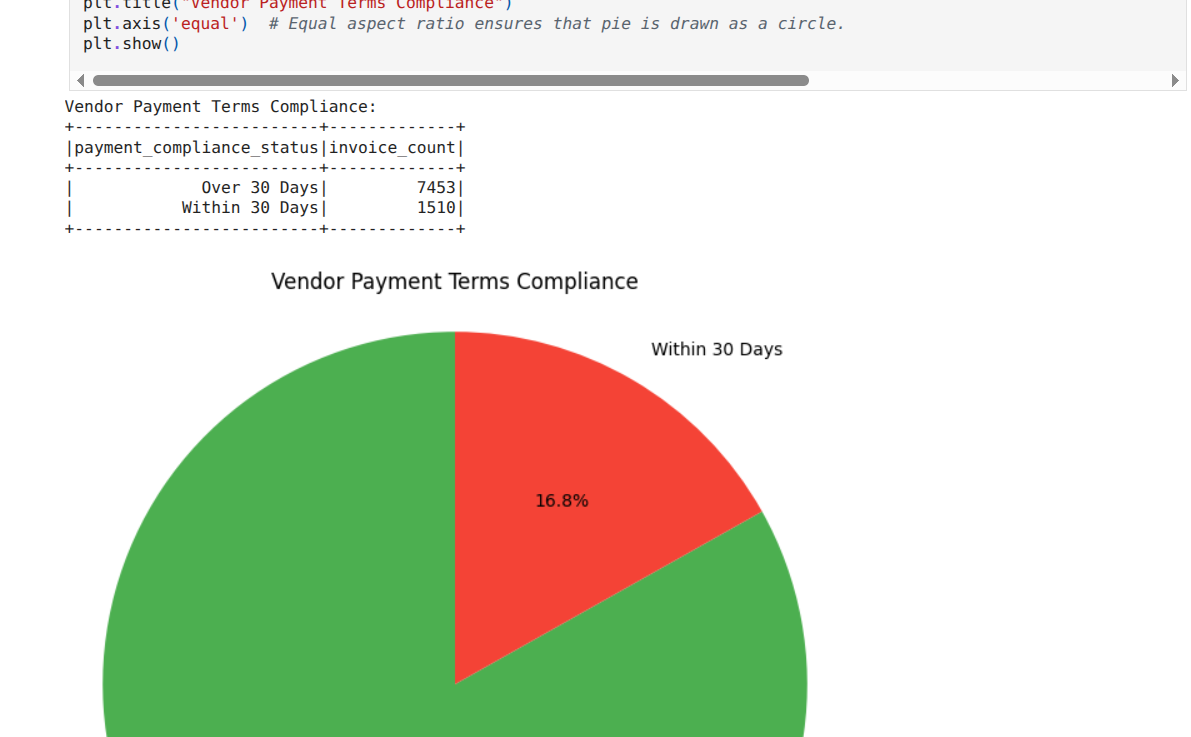 plt.title("Vendor Payment Terms Compliance")
plt.axis('equal')  # Equal aspect ratio ensures that pie is drawn as a circle.
plt.show()
Vendor Payment Terms Compliance:
+-------------------------+-------------+
|payment_compliance_status|invoice_count|
+-------------------------+-------------+
|             Over 30 Days|         7453|
|           Within 30 Days|         1510|
+-------------------------+-------------+
Vendor Payment Terms Compliance
Within 30 Days
16.8%